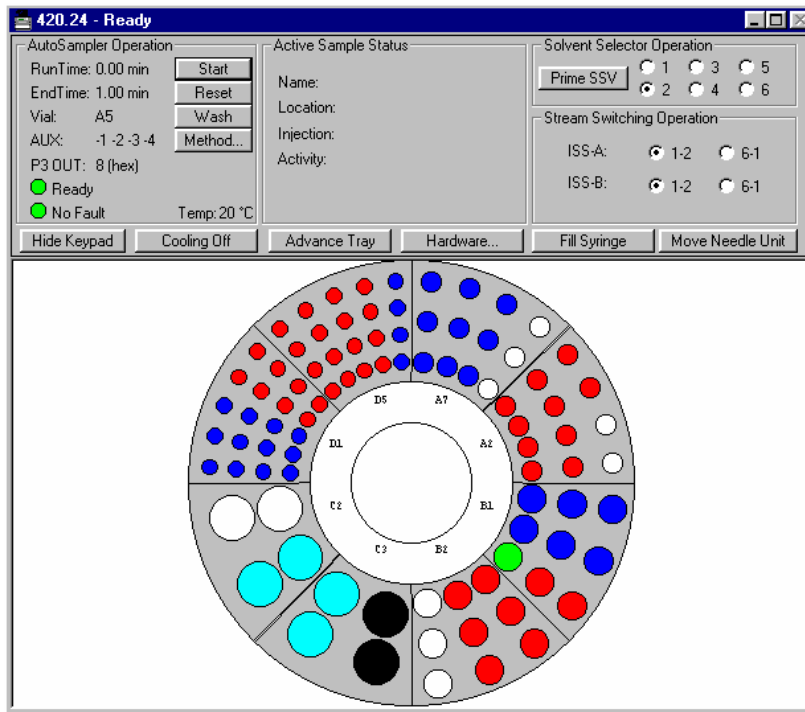 420.24 - Ready
AutoSampler Operation
RunTime: 0.00 min
Start
EndTime: 1.00 min
Reset
Vial: A5
Wash
AUX: -1 -2 -3 -4
Method...
P3 OUT: 8 (hex)
Ready
No Fault
Temp: 20 °C
Active Sample Status
Name:
Location:
Injection:
Activity:
Solvent Selector Operation
Prime SSV
1 3 5
2 4 6
Stream Switching Operation
ISS-A: 1-2 6-1
ISS-B: 1-2 6-1
Hide Keypad
Cooling Off
Advance Tray
Hardware...
Fill Syringe
Move Needle Unit
D5 A7
D1 A2
C2 B1
C3 B2